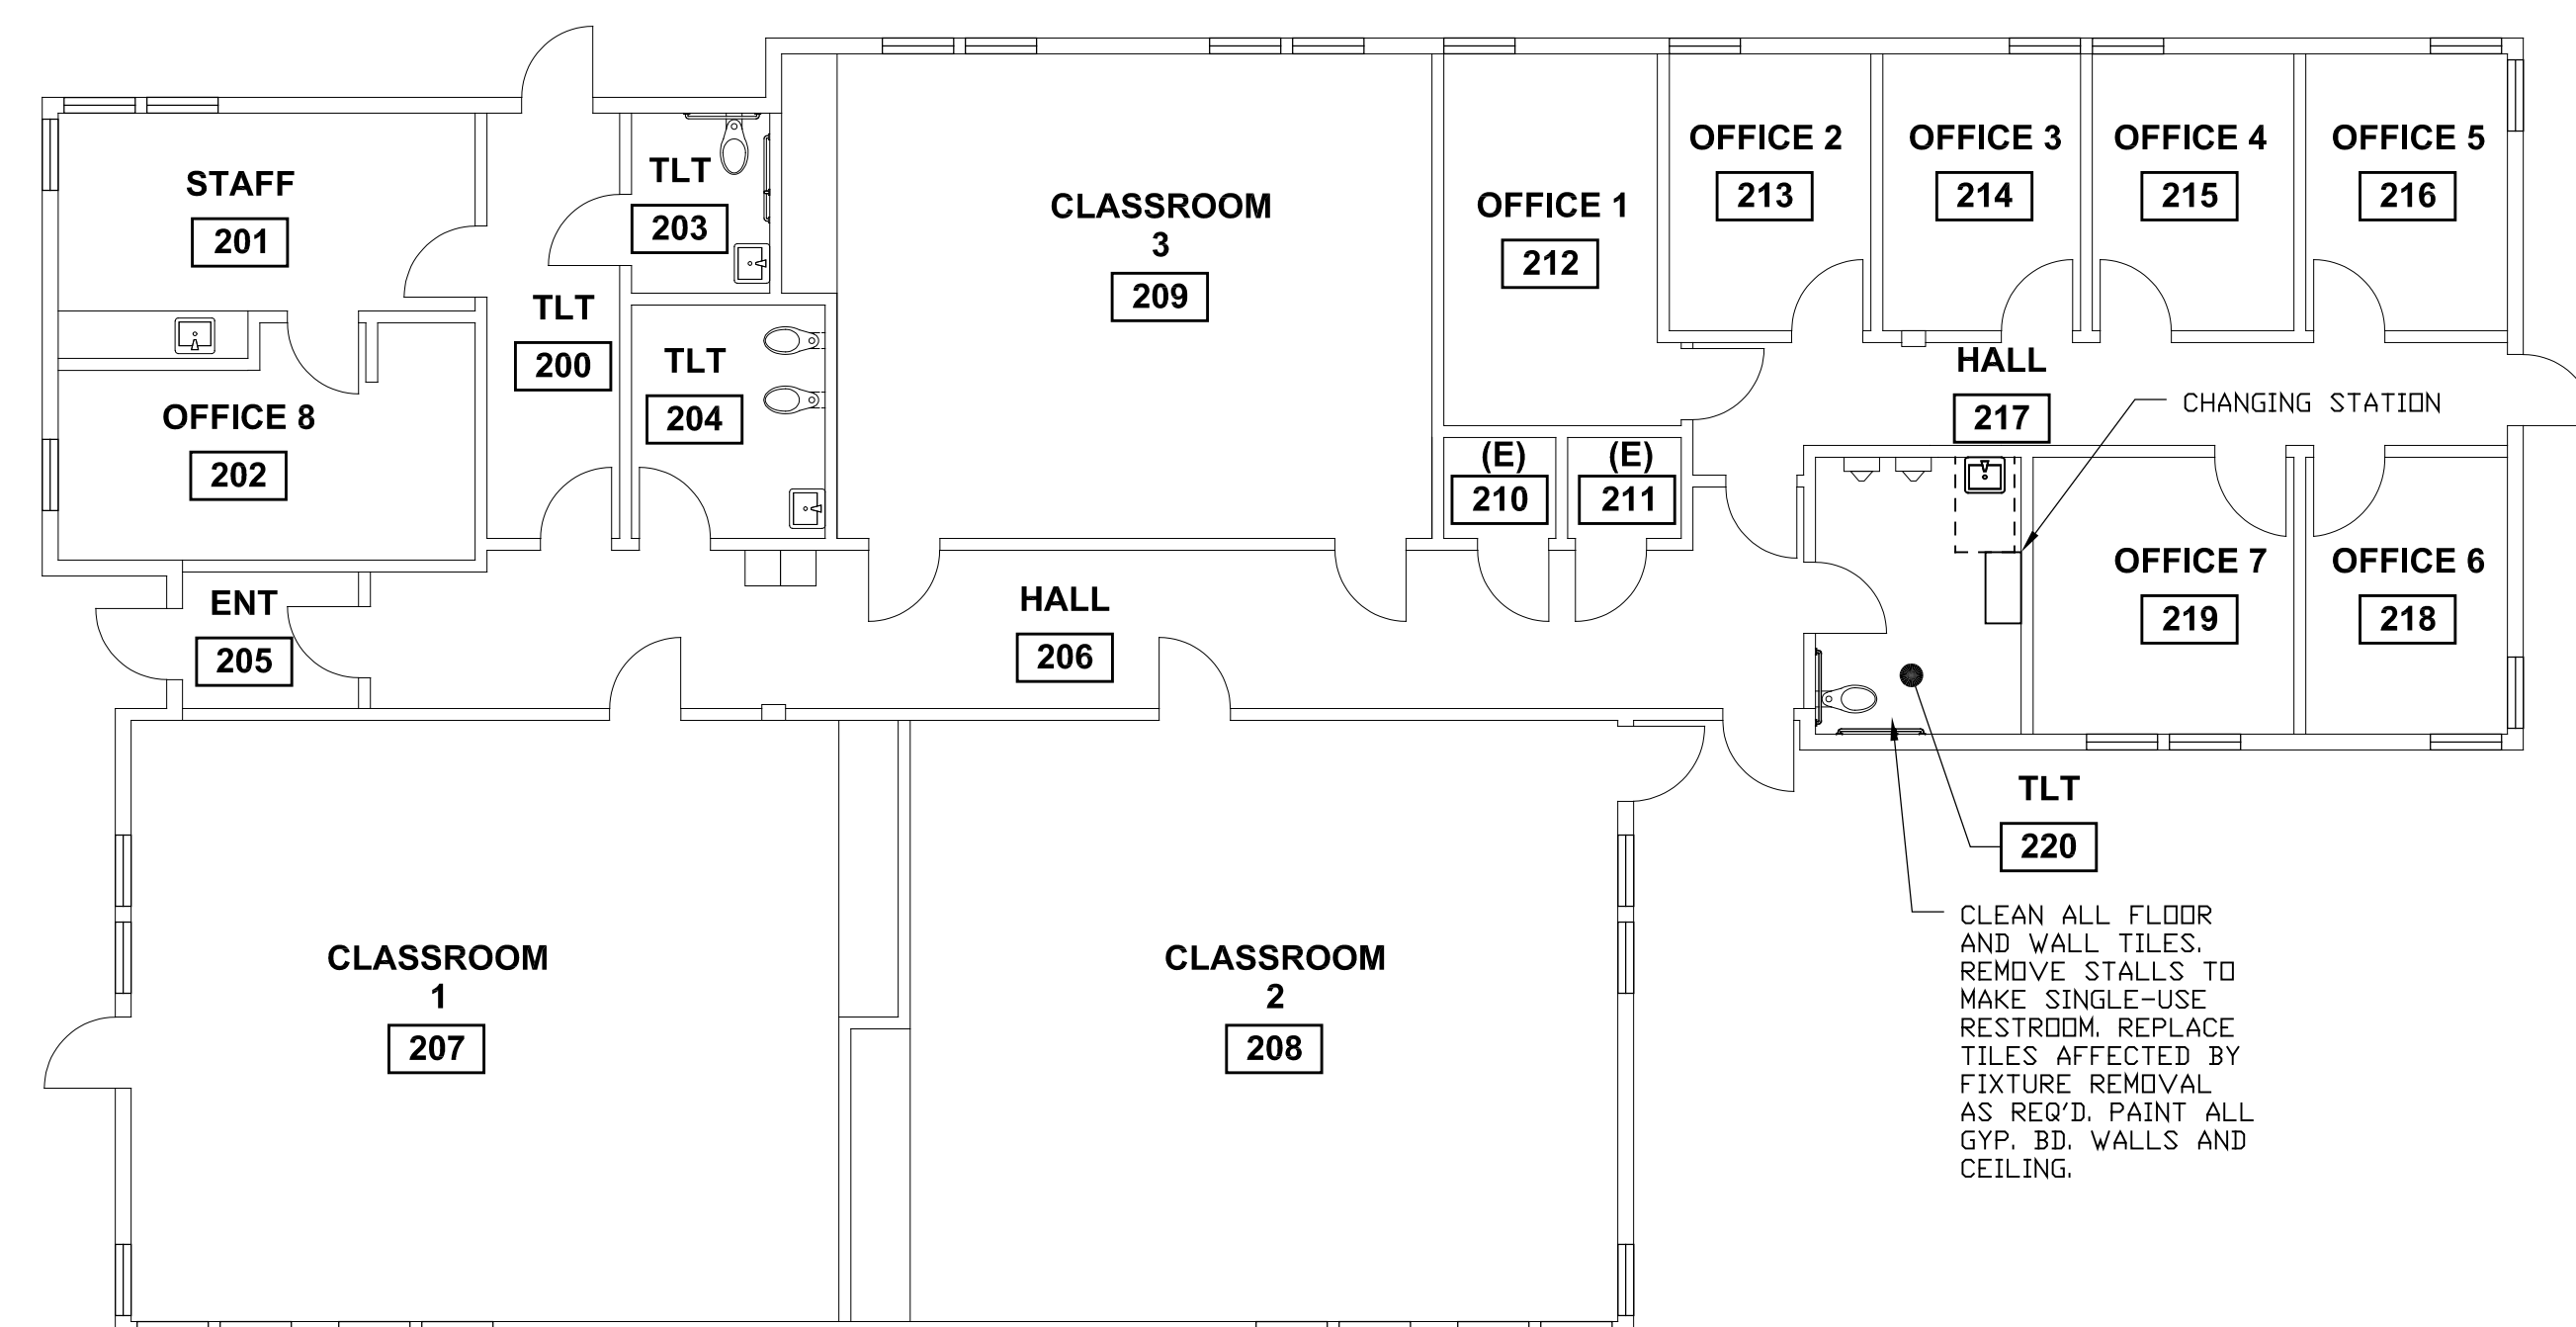 STAFF
201
TLT
203
TLT
200
TLT
204
OFFICE 8
202
ENT
205
CLASSROOM
3
209
OFFICE 1
212
OFFICE 2
213
OFFICE 3
214
OFFICE 4
215
OFFICE 5
216
HALL
217
CHANGING STATION
(E)
210
(E)
211
HALL
206
OFFICE 7
219
OFFICE 6
218
TLT
220
CLASSROOM
1
207
CLASSROOM
2
208
CLEAN ALL FLOOR
AND WALL TILES.
REMOVE STALLS TO
MAKE SINGLE-USE
RESTROOM. REPLACE
TILES AFFECTED BY
FIXTURE REMOVAL
AS REQ'D. PAINT ALL
GYP. BD. WALLS AND
CEILING.